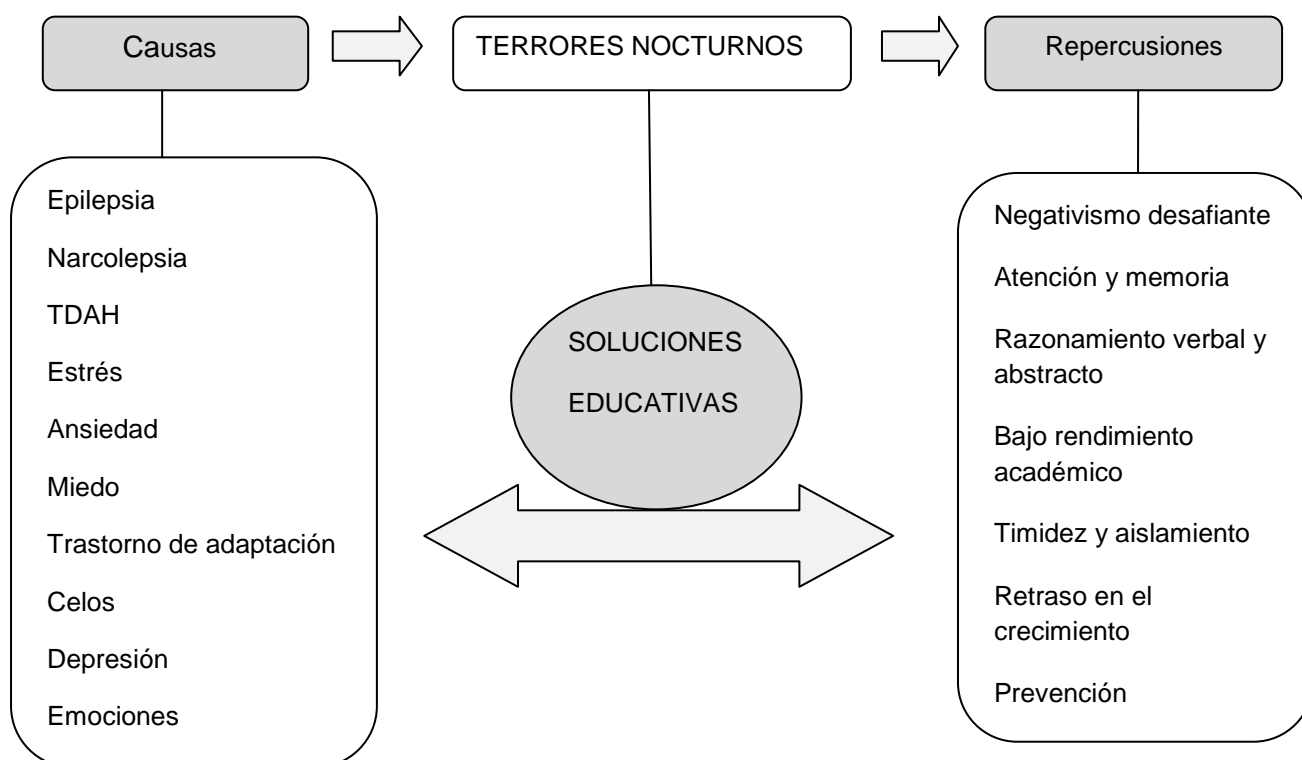 Causas
TERRORES NOCTURNOS
Repercusiones
Epilepsia
Narcolepsia
TDAH
Estrés
Ansiedad
Miedo
Trastorno de adaptación
Celos
Depresión
Emociones
SOLUCIONES
EDUCATIVAS
Negativismo desafiante
Atención y memoria
Razonamiento verbal y
abstracto
Bajo rendimiento
académico
Timidez y aislamiento
Retraso en el
crecimiento
Prevención